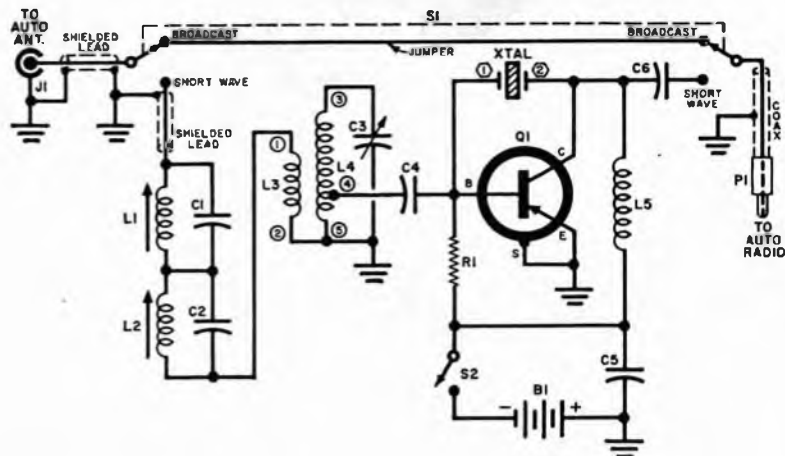 TO
AUTO
ANT.
SHIELDED
LEAD
J1
BROADCAST
S1
JUMPER
BROADCAST
SHORT WAVE
SHIELDED
LEAD
XTAL
① ②
C6
SHORT
WAVE
COAX
P1
TO
AUTO
RADIO
L1
C1
L2
C2
①
L3
②
③
L4
④
⑤
C3
C4
B
Q1
C
E
S
R1
L5
S2
B1
- +
C5